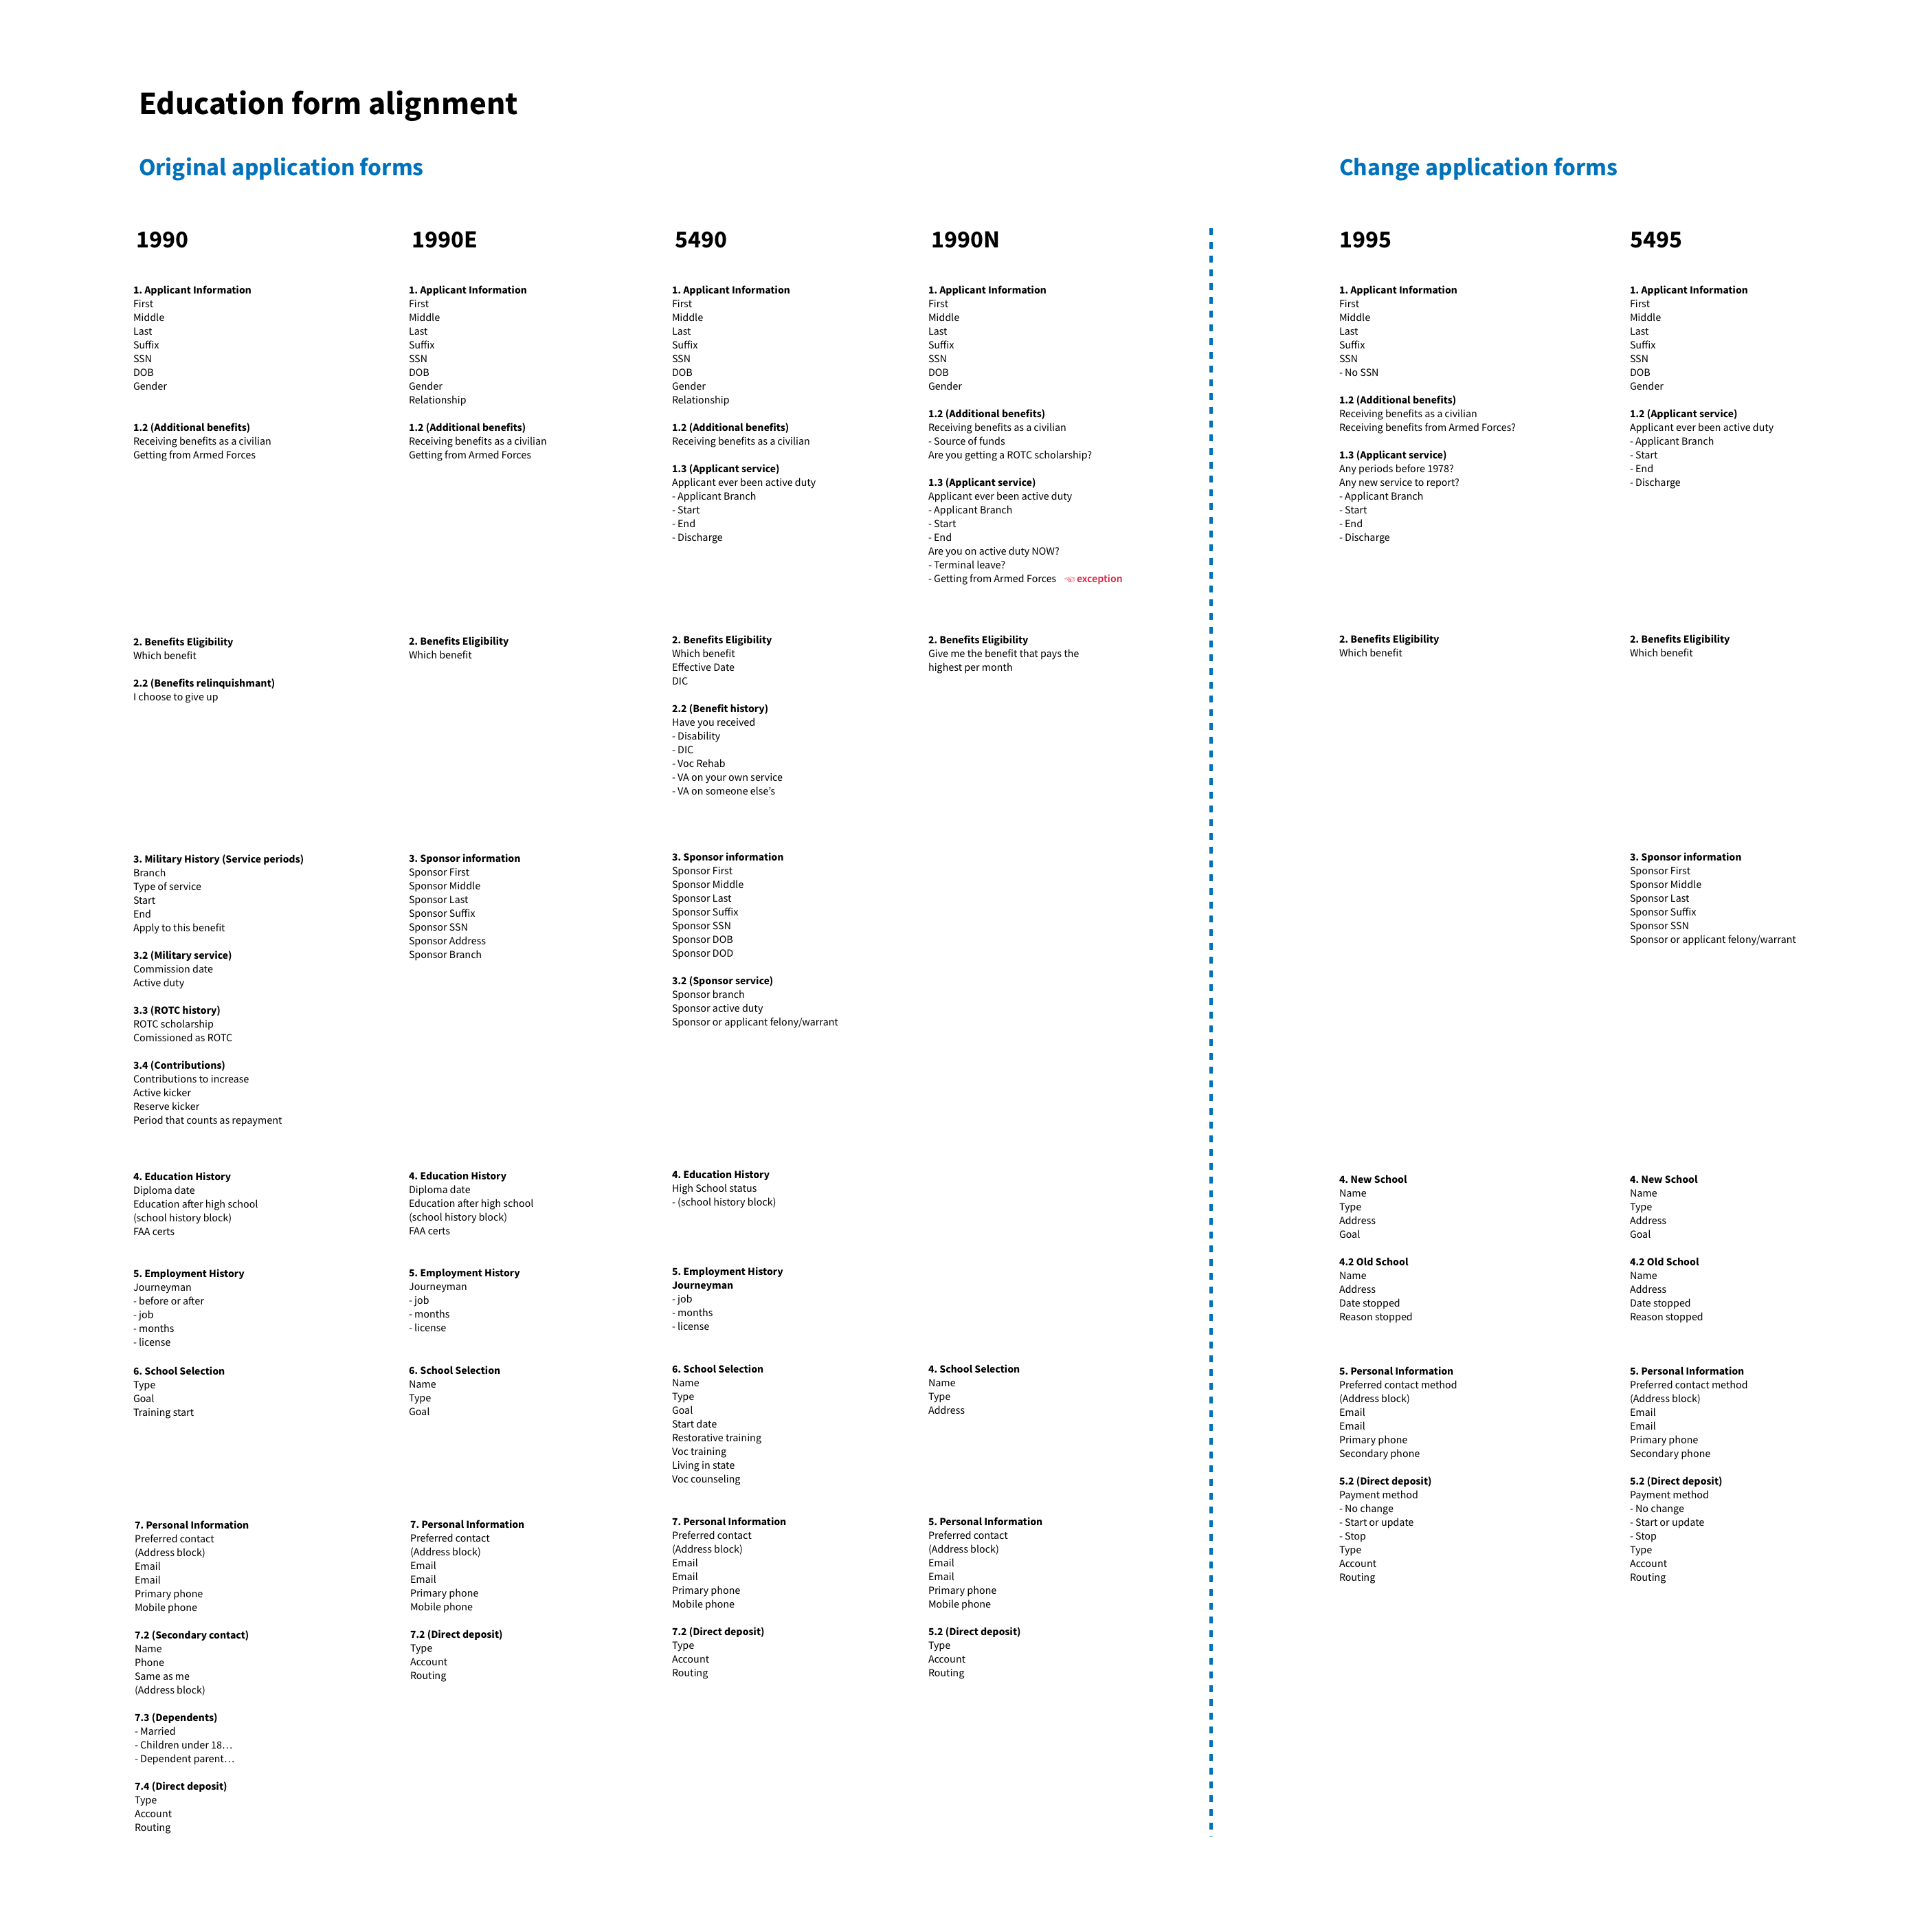 Education form alignment
Original application forms
1990
1. Applicant Information
First
Middle
Last
Suffix
SSN
DOB
Gender
1.2 (Additional benefits)
Receiving benefits as a civilian
Getting from Armed Forces
2. Benefits Eligibility
Which benefit
2.2 (Benefits relinquishmant)
I choose to give up
3. Military History (Service periods)
Branch
Type of service
Start
End
Apply to this benefit
3.2 (Military service)
Commission date
Active duty
3.3 (ROTC history)
ROTC scholarship
Comissioned as ROTC
3.4 (Contributions)
Contributions to increase
Active kicker
Reserve kicker
Period that counts as repayment
4. Education History
Diploma date
Education after high school
(school history block)
FAA certs
5. Employment History
Journeyman
- before or after
- job
- months
- license
6. School Selection
Type
Goal
Training start
7. Personal Information
Preferred contact
(Address block)
Email
Email
Primary phone
Mobile phone
7.2 (Secondary contact)
Name
Phone
Same as me
(Address block)
7.3 (Dependents)
- Married
- Children under 18…
- Dependent parent…
7.4 (Direct deposit)
Type
Account
Routing
1990E
1. Applicant Information
First
Middle
Last
Suffix
SSN
DOB
Gender
Relationship
1.2 (Additional benefits)
Receiving benefits as a civilian
Getting from Armed Forces
2. Benefits Eligibility
Which benefit
3. Sponsor information
Sponsor First
Sponsor Middle
Sponsor Last
Sponsor Suffix
Sponsor SSN
Sponsor Address
Sponsor Branch
4. Education History
Diploma date
Education after high school
(school history block)
FAA certs
5. Employment History
Journeyman
- job
- months
- license
6. School Selection
Name
Type
Goal
7. Personal Information
Preferred contact
(Address block)
Email
Email
Primary phone
Mobile phone
7.2 (Direct deposit)
Type
Account
Routing
5490
1. Applicant Information
First
Middle
Last
Suffix
SSN
DOB
Gender
Relationship
1.2 (Additional benefits)
Receiving benefits as a civilian
1.3 (Applicant service)
Applicant ever been active duty
- Applicant Branch
- Start
- End
- Discharge
2. Benefits Eligibility
Which benefit
Effective Date
DIC
2.2 (Benefit history)
Have you received
- Disability
- DIC
- Voc Rehab
- VA on your own service
- VA on someone else’s
3. Sponsor information
Sponsor First
Sponsor Middle
Sponsor Last
Sponsor Suffix
Sponsor SSN
Sponsor DOB
Sponsor DOD
3.2 (Sponsor service)
Sponsor branch
Sponsor active duty
Sponsor or applicant felony/warrant
4. Education History
High School status
- (school history block)
5. Employment History
Journeyman
- job
- months
- license
6. School Selection
Name
Type
Goal
Start date
Restorative training
Voc training
Living in state
Voc counseling
7. Personal Information
Preferred contact
(Address block)
Email
Email
Primary phone
Mobile phone
7.2 (Direct deposit)
Type
Account
Routing
1990N
1. Applicant Information
First
Middle
Last
Suffix
SSN
DOB
Gender
1.2 (Additional benefits)
Receiving benefits as a civilian
- Source of funds
Are you getting a ROTC scholarship?
1.3 (Applicant service)
Applicant ever been active duty
- Applicant Branch
- Start
- End
Are you on active duty NOW?
- Terminal leave?
- Getting from Armed Forces ☜ exception
2. Benefits Eligibility
Give me the benefit that pays the
highest per month
4. School Selection
Name
Type
Address
5. Personal Information
Preferred contact
(Address block)
Email
Email
Primary phone
Mobile phone
5.2 (Direct deposit)
Type
Account
Routing
Change application forms
1995
1. Applicant Information
First
Middle
Last
Suffix
SSN
- No SSN
1.2 (Additional benefits)
Receiving benefits as a civilian
Receiving benefits from Armed Forces?
1.3 (Applicant service)
Any periods before 1978?
Any new service to report?
- Applicant Branch
- Start
- End
- Discharge
2. Benefits Eligibility
Which benefit
4. New School
Name
Type
Address
Goal
4.2 Old School
Name
Address
Date stopped
Reason stopped
5. Personal Information
Preferred contact method
(Address block)
Email
Email
Primary phone
Secondary phone
5.2 (Direct deposit)
Payment method
- No change
- Start or update
- Stop
Type
Account
Routing
5495
1. Applicant Information
First
Middle
Last
Suffix
SSN
DOB
Gender
1.2 (Applicant service)
Applicant ever been active duty
- Applicant Branch
- Start
- End
- Discharge
2. Benefits Eligibility
Which benefit
3. Sponsor information
Sponsor First
Sponsor Middle
Sponsor Last
Sponsor Suffix
Sponsor SSN
Sponsor or applicant felony/warrant
4. New School
Name
Type
Address
Goal
4.2 Old School
Name
Address
Date stopped
Reason stopped
5. Personal Information
Preferred contact method
(Address block)
Email
Email
Primary phone
Secondary phone
5.2 (Direct deposit)
Payment method
- No change
- Start or update
- Stop
Type
Account
Routing